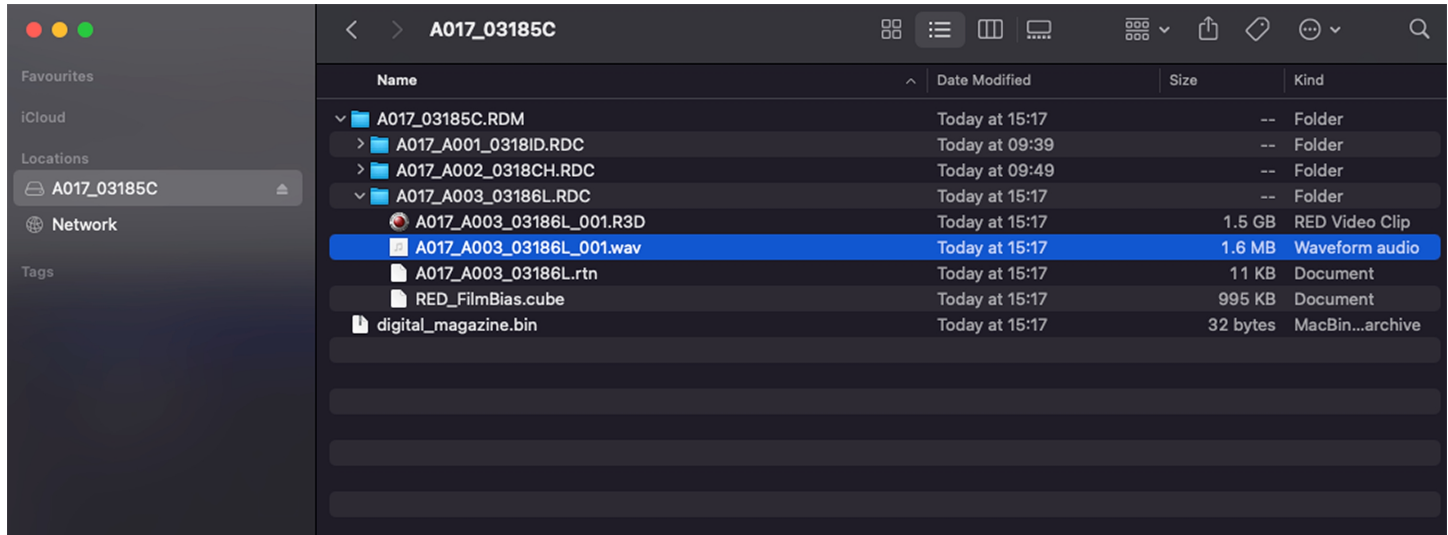 A017_03185C
Favourites
iCloud
Locations
A017_03185C
Network
Tags
Name Date Modified Size Kind
A017_03185C.RDM Today at 15:17 -- Folder
A017_A001_0318ID.RDC Today at 09:39 -- Folder
A017_A002_0318CH.RDC Today at 09:49 -- Folder
A017_A003_03186L.RDC Today at 15:17 -- Folder
A017_A003_03186L_001.R3D Today at 15:17 1.5 GB RED Video Clip
A017_A003_03186L_001.wav Today at 15:17 1.6 MB Waveform audio
A017_A003_03186L.rtn Today at 15:17 11 KB Document
RED_FilmBias.cube Today at 15:17 995 KB Document
digital_magazine.bin Today at 15:17 32 bytes MacBin...archive